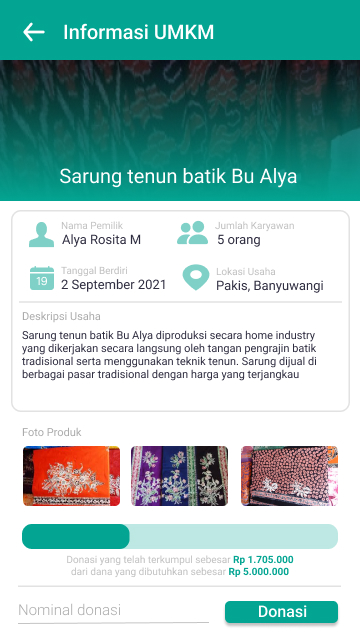 Informasi UMKM
Sarung tenun batik Bu Alya
Nama Pemilik
Alya Rosita M
Jumlah Karyawan
5 orang
19
Tanggal Berdiri
2 September 2021
Lokasi Usaha
Pakis, Banyuwangi
Deskripsi Usaha
Sarung tenun batik Bu Alya diproduksi secara home industry
yang dikerjakan secara langsung oleh tangan pengrajin batik
tradisional serta menggunakan teknik tenun. Sarung dijual di
berbagai pasar tradisional dengan harga yang terjangkau
Foto Produk
Donasi yang telah terkumpul sebesar Rp 1.705.000
dari dana yang dibutuhkan sebesar Rp 5.000.000
Nominal donasi
Donasi